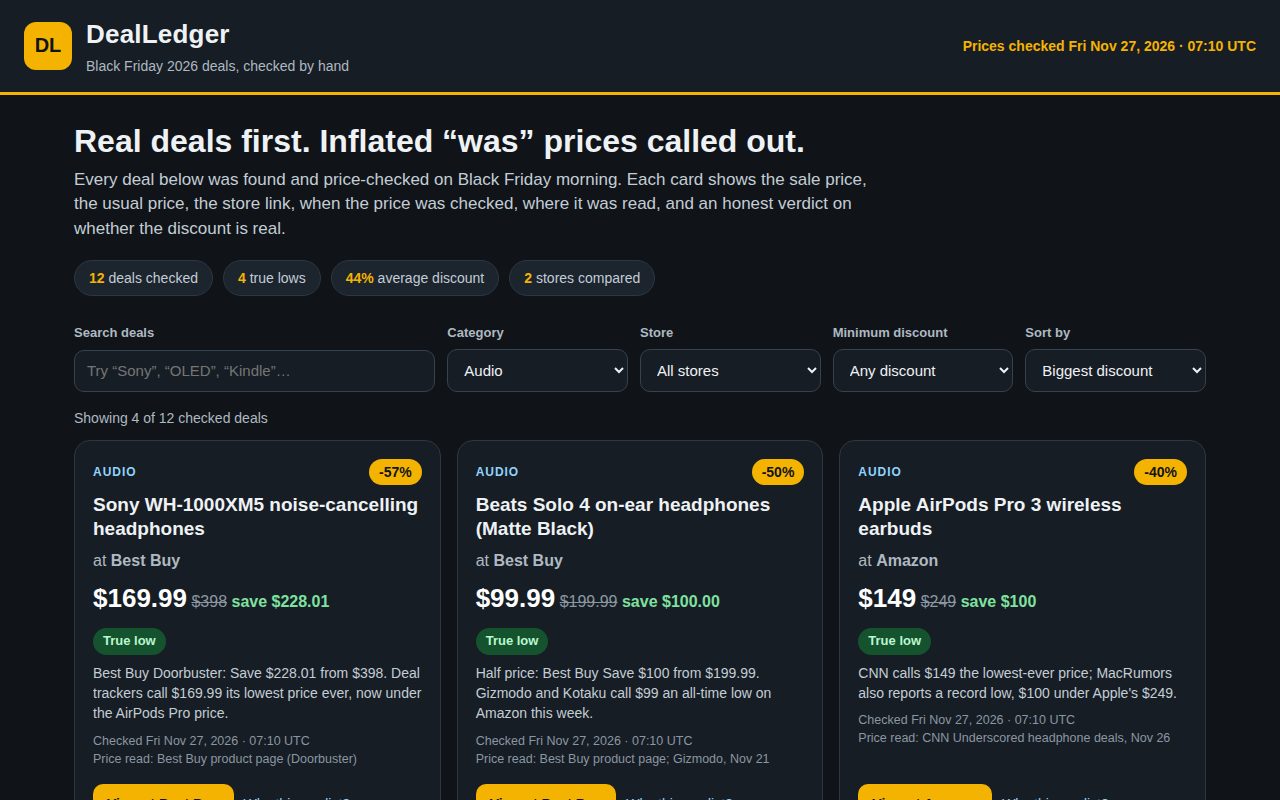 DL
DealLedger
Black Friday 2026 deals, checked by hand
Prices checked Fri Nov 27, 2026 · 07:10 UTC
Real deals first. Inflated “was” prices called out.
Every deal below was found and price-checked on Black Friday morning. Each card shows the sale price,
the usual price, the store link, when the price was checked, where it was read, and an honest verdict on
whether the discount is real.
12 deals checked
4 true lows
44% average discount
2 stores compared
Search deals
Category
Store
Minimum discount
Sort by
Try “Sony”, “OLED”, “Kindle”…
Audio
All stores
Any discount
Biggest discount
Showing 4 of 12 checked deals
AUDIO
-57%
Sony WH-1000XM5 noise-cancelling
headphones
at Best Buy
$169.99 $398 save $228.01
True low
Best Buy Doorbuster: Save $228.01 from $398. Deal
trackers call $169.99 its lowest price ever, now under
the AirPods Pro price.
Checked Fri Nov 27, 2026 · 07:10 UTC
Price read: Best Buy product page (Doorbuster)
AUDIO
-50%
Beats Solo 4 on-ear headphones
(Matte Black)
at Best Buy
$99.99 $199.99 save $100.00
True low
Half price: Best Buy Save $100 from $199.99.
Gizmodo and Kotaku call $99 an all-time low on
Amazon this week.
Checked Fri Nov 27, 2026 · 07:10 UTC
Price read: Best Buy product page; Gizmodo, Nov 21
AUDIO
-40%
Apple AirPods Pro 3 wireless
earbuds
at Amazon
$149 $249 save $100
True low
CNN calls $149 the lowest-ever price; MacRumors
also reports a record low, $100 under Apple's $249.
Checked Fri Nov 27, 2026 · 07:10 UTC
Price read: CNN Underscored headphone deals, Nov 26